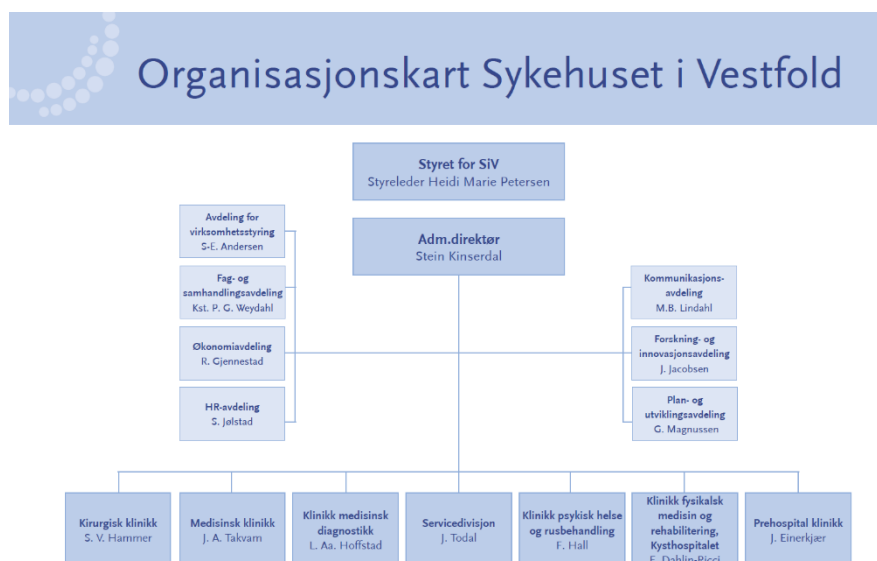 Organisasjonskart Sykehuset i Vestfold
Styret for SiV
Styreleder Heidi Marie Petersen
Adm.direktør
Stein Kinserdal
Avdeling for
virksomhetsstyring
S-E. Andersen
Fag- og
samhandlingsavdeling
Kst. P. G. Weydahl
Økonomiavdeling
R. Gjennestad
HR-avdeling
S. Jølstad
Kommunikasjons-
avdeling
M.B. Lindahl
Forskning- og
innovasjonsavdeling
J. Jacobsen
Plan- og
utviklingsavdeling
G. Magnussen
Kirurgisk klinikk
S. V. Hammer
Medisinsk klinikk
J. A. Takvam
Klinikk medisinsk
diagnostikk
L. Aa. Hoffstad
Servicedivisjon
J. Todal
Klinikk psykisk helse
og rusbehandling
F. Hall
Klinikk fysikalsk
medisin og
rehabilitering,
Kysthospitalet
E. Dahlin-Ricci
Prehospital klinikk
J. Einerkjær